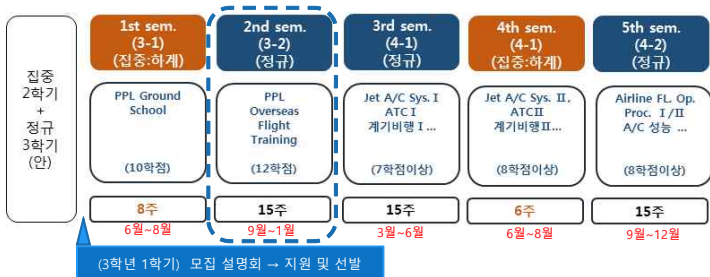 집중
2학기
+
정규
3학기
(안)
1st sem.
(3-1)
(집중:하계)
PPL Ground
School
(10학점)
8주
6월~8월
2nd sem.
(3-2)
(정규)
PPL
Overseas
Flight
Training
(12학점)
15주
9월~1월
3rd sem.
(4-1)
(정규)
Jet A/C Sys. I
ATC I
계기비행 I ...
(7학점이상)
15주
3월~6월
4th sem.
(4-1)
(집중:하계)
Jet A/C Sys. Ⅱ,
ATCⅡ
계기비행Ⅱ...
(8학점이상)
6주
6월~8월
5th sem.
(4-2)
(정규)
Airline FL. Op.
Proc. Ⅰ/Ⅱ
A/C 성능 ...
(8학점이상)
15주
9월~12월
(3학년 1학기) 모집 설명회 → 지원 및 선발